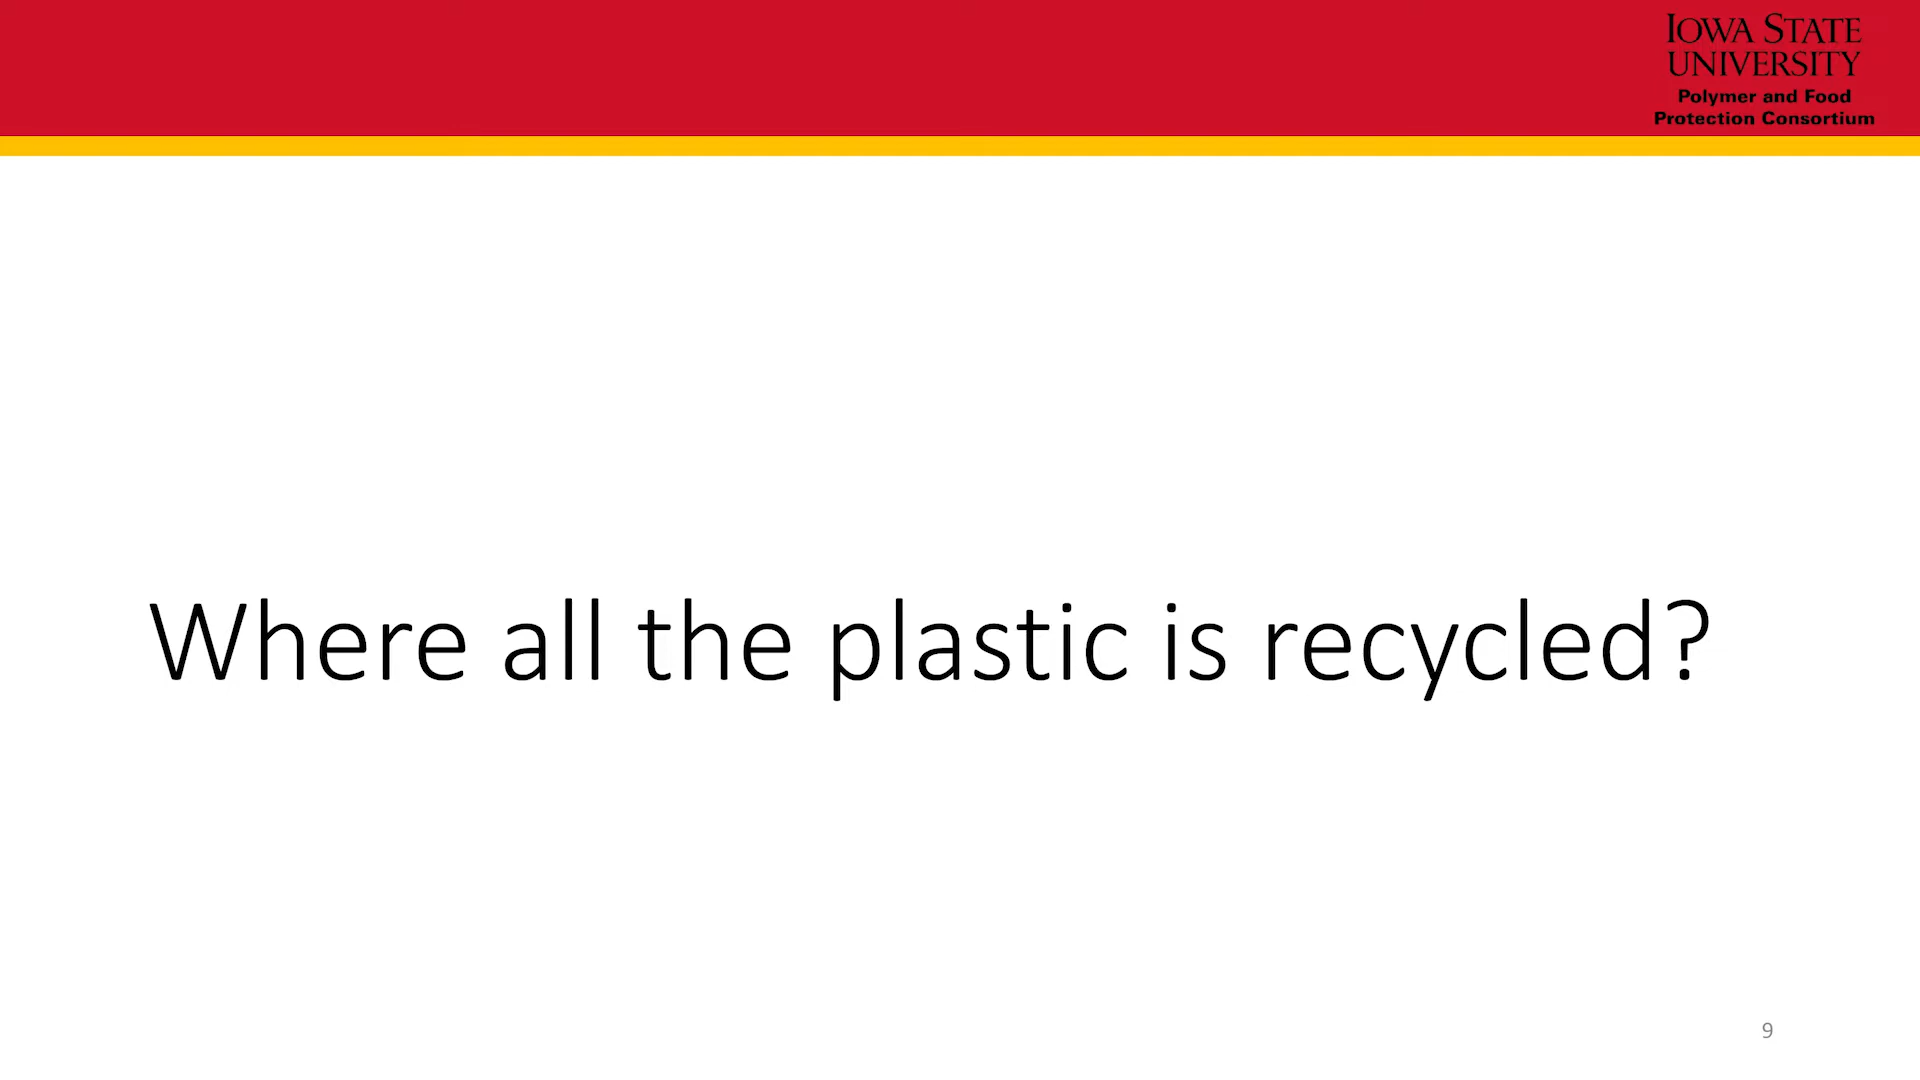 IOWA STATE
UNIVERSITY
Polymer and Food
Protection Consortium
Where all the plastic is recycled?
9